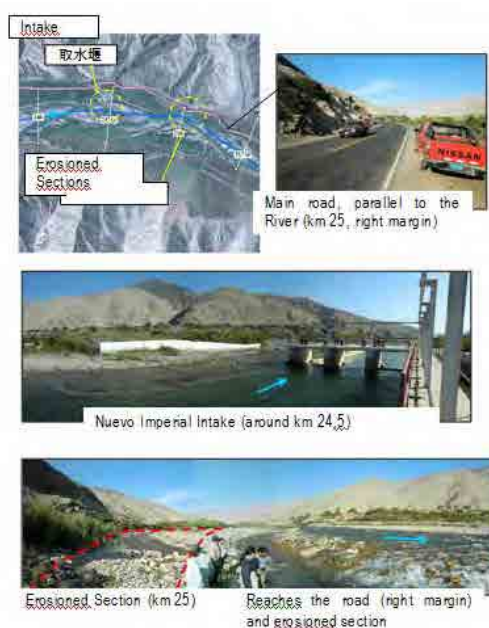 Intake
取水堰
Erosioned
Sections
NISSAN
Main road, parallel to the
River (km 25, right margin)
Nuevo Imperial Intake (around km 24,5)
Erosioned Section (km 25)
Reaches the road (right margin)
and erosioned section